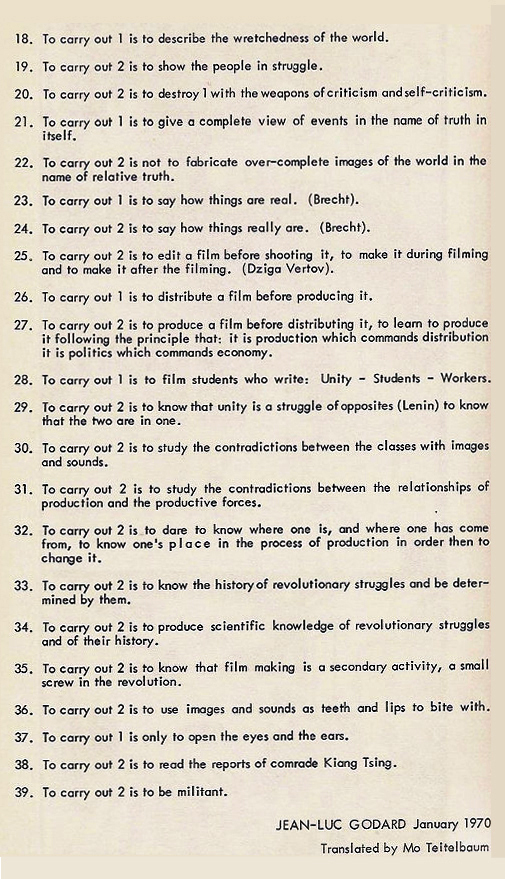 18. To carry out 1 is to describe the wretchedness of the world.
19. To carry out 2 is to show the people in struggle.
20. To carry out 2 is to destroy 1 with the weapons of criticism and self-criticism.
21. To carry out 1 is to give a complete view of events in the name of truth in
itself.
22. To carry out 2 is not to fabricate over-complete images of the world in the
name of relative truth.
23. To carry out 1 is to say how things are real. (Brecht).
24. To carry out 2 is to say how things really are. (Brecht).
25. To carry out 2 is to edit a film before shooting it, to make it during filming
and to make it after the filming. (Dziga Vertov).
26. To carry out 1 is to distribute a film before producing it.
27. To carry out 2 is to produce a film before distributing it, to learn to produce
it following the principle that: it is production which commands distribution
it is politics which commands economy.
28. To carry out 1 is to film students who write: Unity - Students - Workers.
29. To carry out 2 is to know that unity is a struggle of opposites (Lenin) to know
that the two are in one.
30. To carry out 2 is to study the contradictions between the classes with images
and sounds.
31. To carry out 2 is to study the contradictions between the relationships of
production and the productive forces.
32. To carry out 2 is to dare to know where one is, and where one has come
from, to know one's place in the process of production in order then to
change it.
33. To carry out 2 is to know the history of revolutionary struggles and be deter-
mined by them.
34. To carry out 2 is to produce scientific knowledge of revolutionary struggles
and of their history.
35. To carry out 2 is to know that film making is a secondary activity, a small
screw in the revolution.
36. To carry out 2 is to use images and sounds as teeth and lips to bite with.
37. To carry out 1 is only to open the eyes and the ears.
38. To carry out 2 is to read the reports of comrade Kiang Tsing.
39. To carry out 2 is to be militant.
JEAN-LUC GODARD January 1970
Translated by Mo Teitelbaum